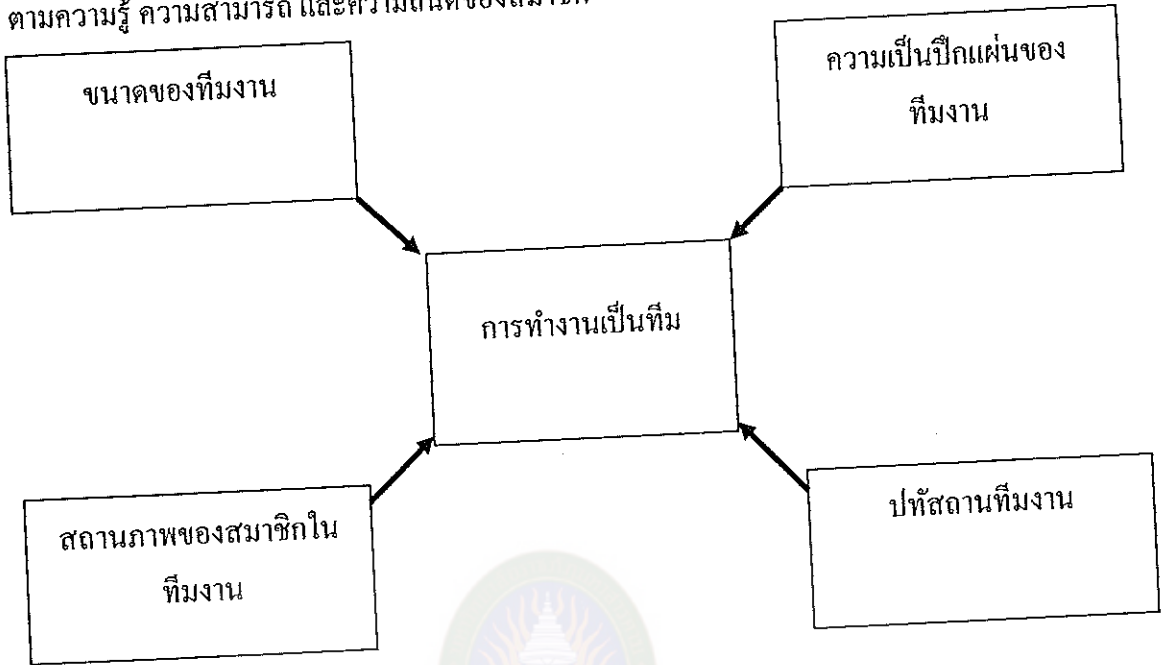 ตามความรู้ ความสามารถ และความถนัดของสมาชิก
ขนาดของทีมงาน
ความเป็นปึกแผ่นของ
ทีมงาน
การทำงานเป็นทีม
สถานภาพของสมาชิกใน
ทีมงาน
ปทัสถานทีมงาน